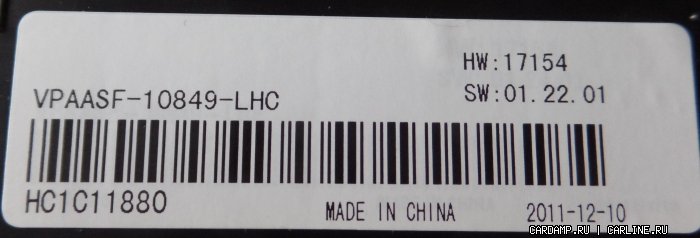 HW:17154
VPAASF-10849-LHC
SW:01.22.01
HC1C11880
MADE IN CHINA
2011-12-10
CARDAMP.RU | CARLINE.RU